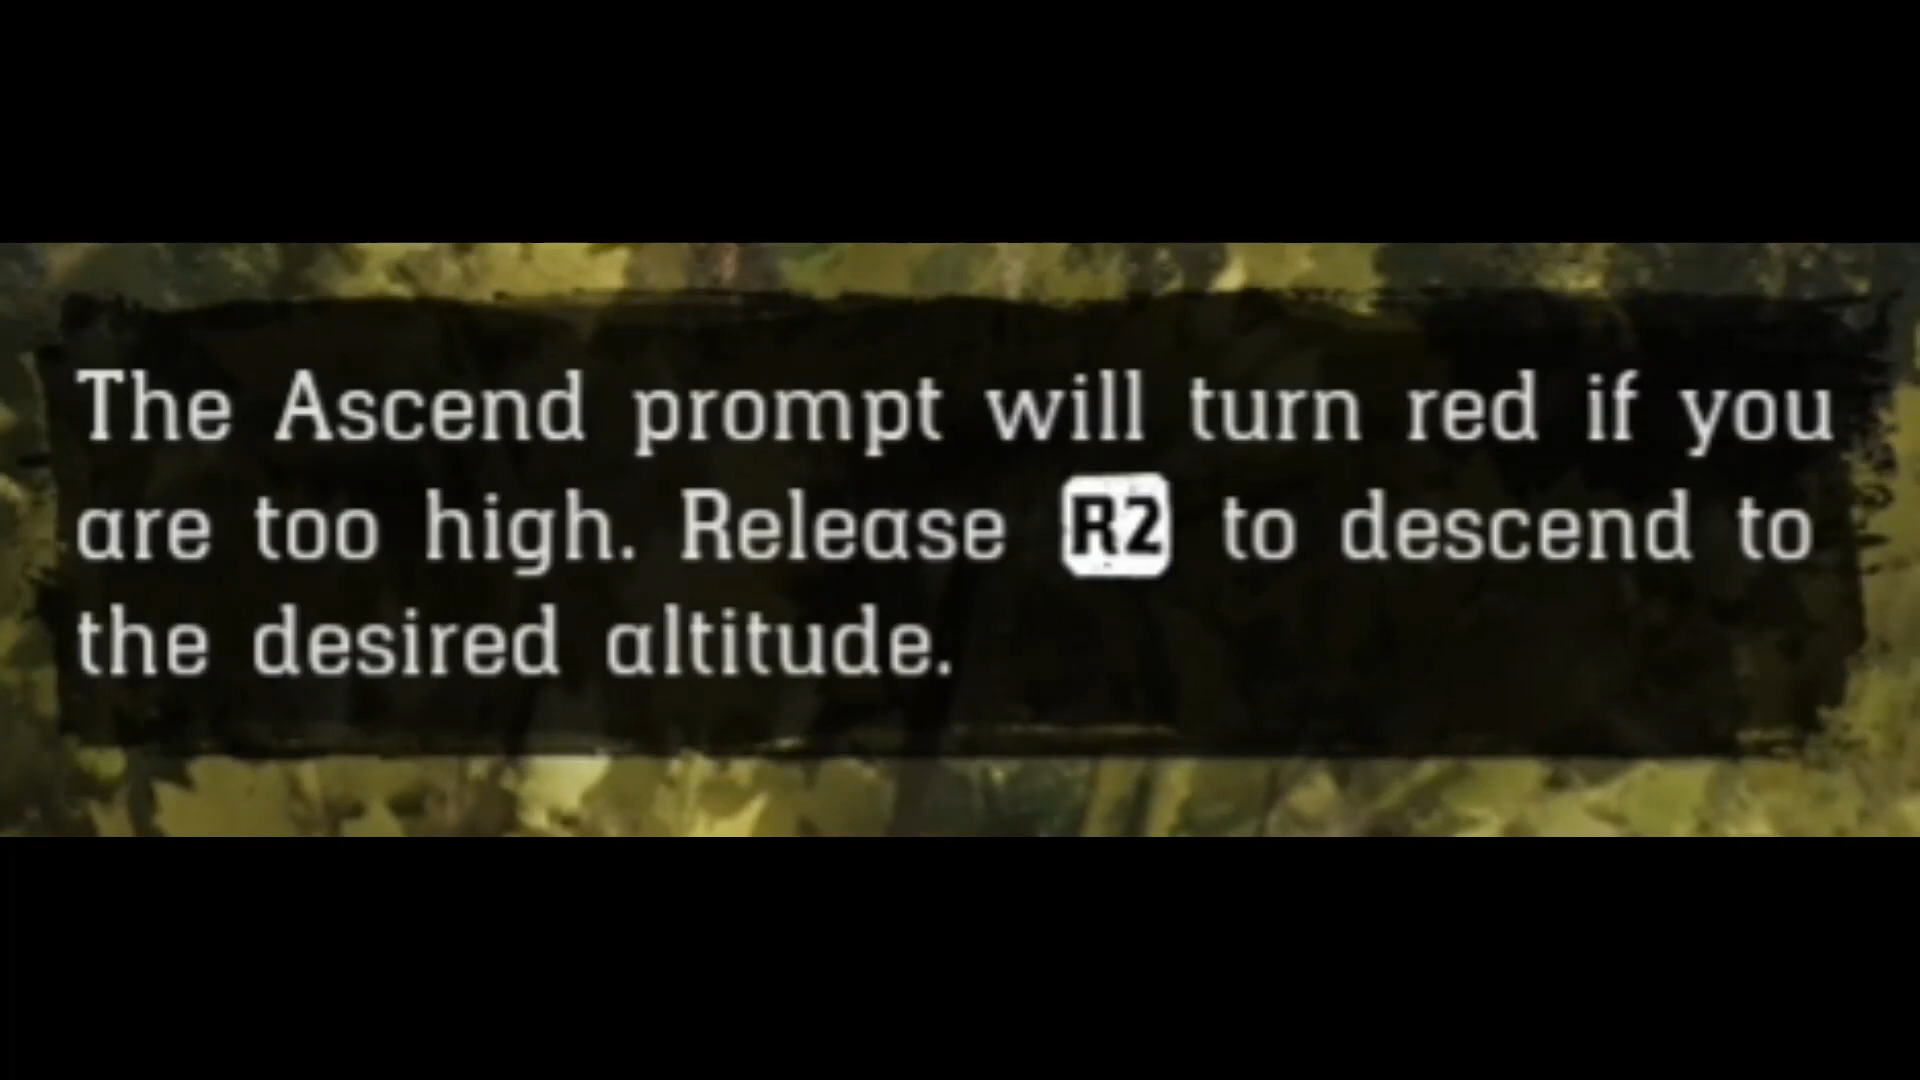 The Ascend prompt will turn red if you
are too high. Release R2 to descend to
the desired altitude.